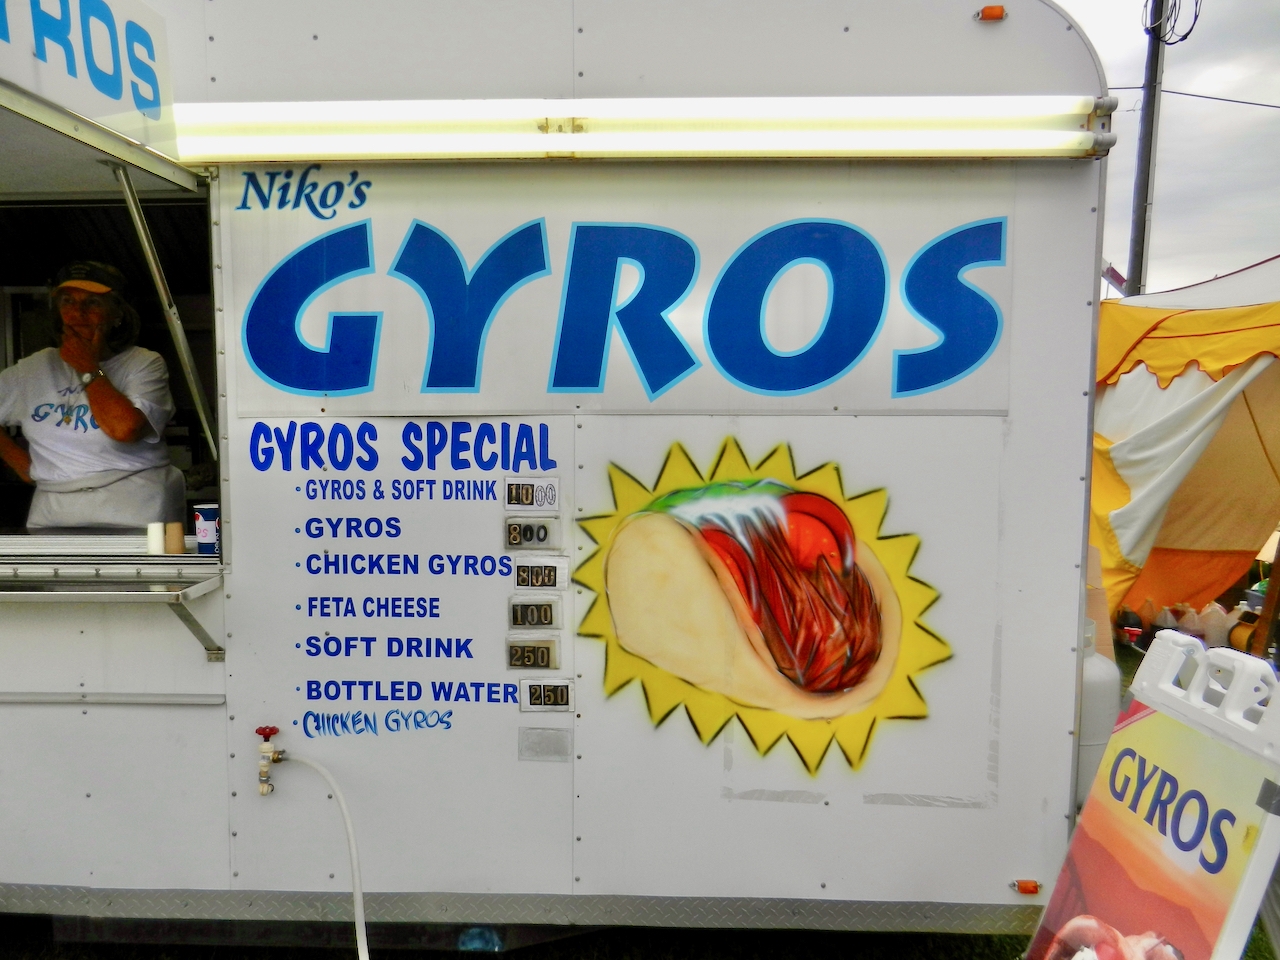 GYROS
Niko's
GYROS
GYROS SPECIAL
GYROS & SOFT DRINK 1000
GYROS 800
CHICKEN GYROS 800
FETA CHEESE 100
SOFT DRINK 250
BOTTLED WATER 250
CHICKEN GYROS
GYRO
GYROS